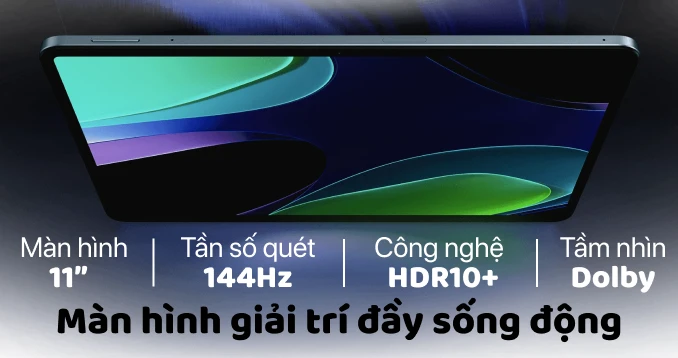 Màn hình
11"
Tần số quét
144Hz
Công nghệ
HDR10+
Tầm nhìn
Dolby
Màn hình giải trí đầy sống động